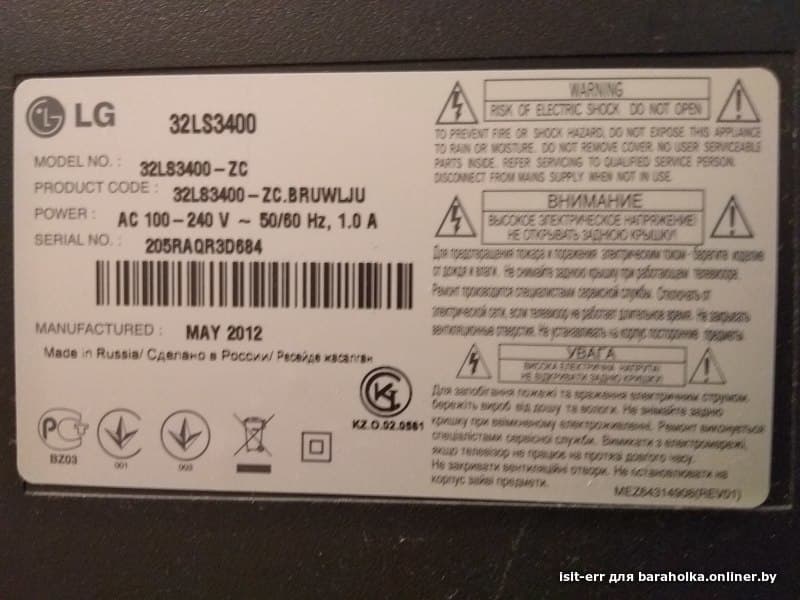 LG
32LS3400
MODEL NO. : 32LS3400-ZC
PRODUCT CODE : 32LS3400-ZC.BRUWLJU
POWER : AC 100-240 V ~ 50/60 Hz, 1.0 A
SERIAL NO. : 205RAQR3D684
MANUFACTURED : MAY 2012
Made in Russia/ Сделано в России/ Ресейде жасалған
BZ03
001
003
KZ.O.02.0361
WARNING
RISK OF ELECTRIC SHOCK DO NOT OPEN
TO PREVENT FIRE OR SHOCK HAZARD, DO NOT EXPOSE THIS APPLIANCE
TO RAIN OR MOISTURE. DO NOT REMOVE COVER. NO USER SERVICEABLE
PARTS INSIDE. REFER SERVICING TO QUALIFIED SERVICE PERSON.
DISCONNECT FROM MAINS SUPPLY WHEN NOT IN USE.
ВНИМАНИЕ
ВЫСОКОЕ ЭЛЕКТРИЧЕСКОЕ НАПРЯЖЕНИЕ!
НЕ ОТКРЫВАТЬ ЗАДНЮЮ КРЫШКУ!
Для предотвращения пожара и поражения электрическим током - берегите изделие
от дождя и влаги. Не снимайте заднюю крышку при работающем телевизоре.
Ремонт производится специалистами сервисной службы. Отключать от
электрической сети, если телевизор не работает длительное время. Не закрывать
вентиляционные отверстия. Не устанавливать на корпус посторонние предметы.
УВАГА
ВИСОКА ЕЛЕКТРИЧНА НАПРУГА!
НЕ ВІДКРИВАТИ ЗАДНЮ КРИШКУ!
Для запобігання пожежі та враження електричним струмом
бережіть виріб від дощу та вологи. Не знімайте задню
кришку при ввімкненому електроживленні. Ремонт виконується
спеціалістами сервісної служби. Вимикати з електромережі,
якщо телевізор не працює на протязі довгого часу.
Не закривати вентиляційні отвори. Не встановлювати на
корпус зайві предмети.
MEZ64314908(REV01)
Isit-err для baraholka.onliner.by